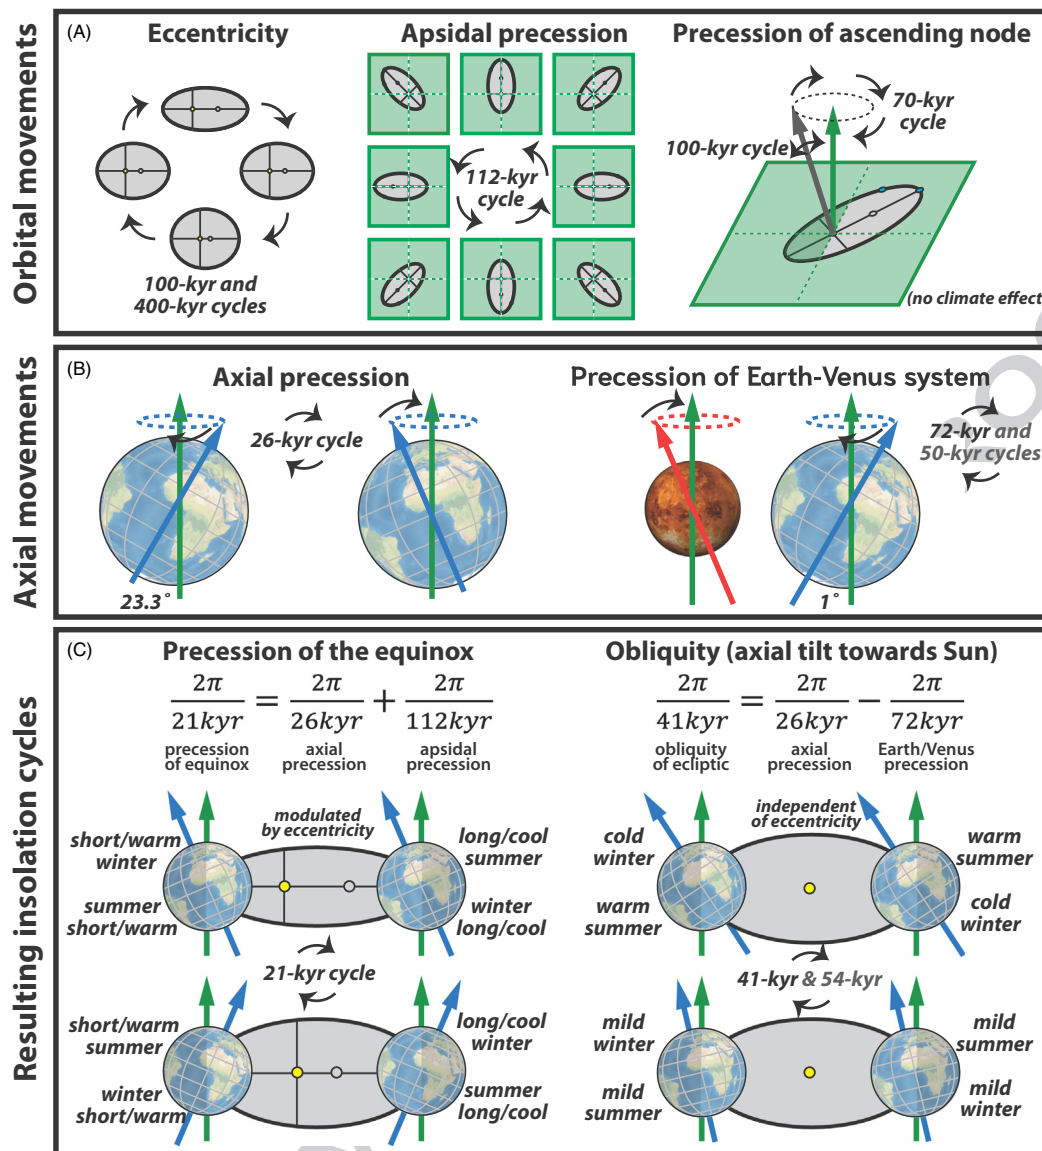 Orbital movements
(A)
Eccentricity
100-kyr and
400-kyr cycles
Apsidal precession
112-kyr
cycle
Precession of ascending node
70-kyr
cycle
100-kyr cycle
(no climate effect
Axial movements
(B)
Axial precession
26-kyr cycle
23.3°
Precession of Earth-Venus system
72-kyr and
50-kyr cycles
1°
Resulting insolation cycles
(C)
Precession of the equinox
2π/21kyr = 2π/26kyr + 2π/112kyr
precession
of equinox
axial
precession
apsidal
precession
modulated
by eccentricity
short/warm
winter
long/cool
summer
summer
short/warm
winter
long/cool
21-kyr cycle
short/warm
summer
long/cool
winter
winter
short/warm
summer
long/cool
Obliquity (axial tilt towards Sun)
2π/41kyr = 2π/26kyr − 2π/72kyr
obliquity
of ecliptic
axial
precession
Earth/Venus
precession
independent
of eccentricity
cold
winter
warm
summer
warm
summer
cold
winter
41-kyr & 54-kyr
mild
winter
mild
summer
mild
summer
mild
winter